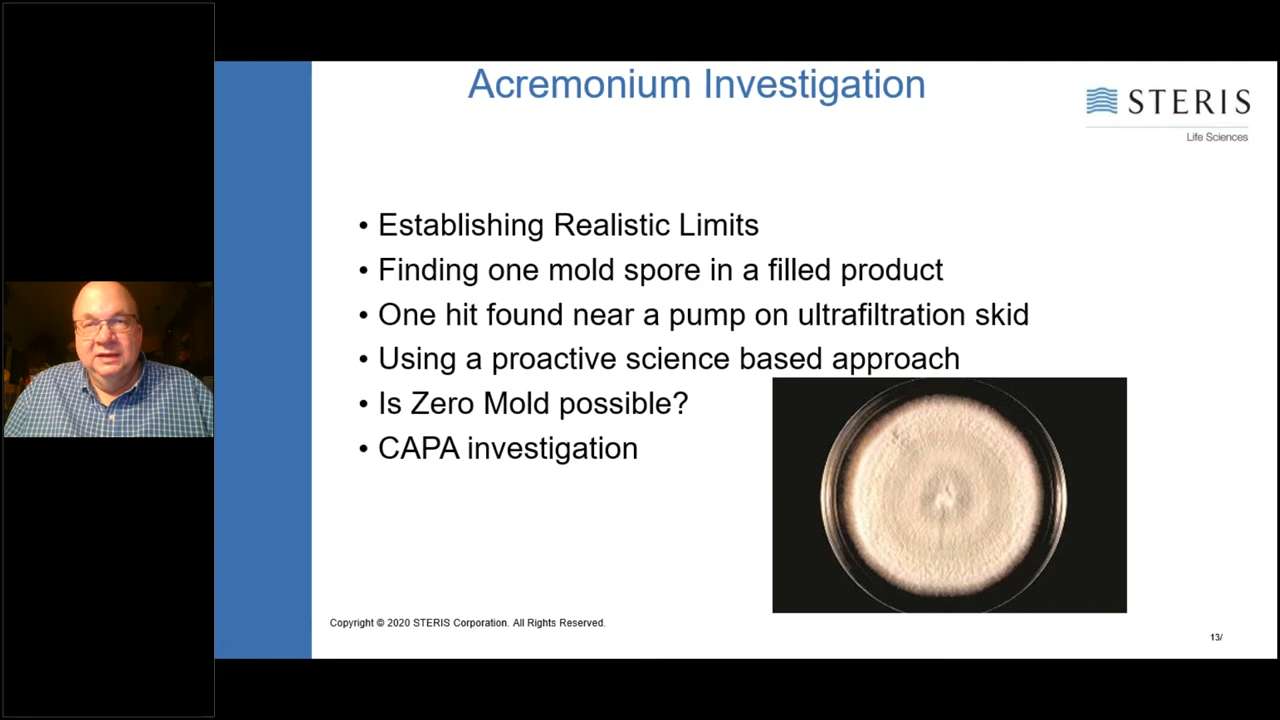 Acremonium Investigation
STERIS
Life Sciences
• Establishing Realistic Limits
• Finding one mold spore in a filled product
• One hit found near a pump on ultrafiltration skid
• Using a proactive science based approach
• Is Zero Mold possible?
• CAPA investigation
Copyright © 2020 STERIS Corporation. All Rights Reserved.
13/